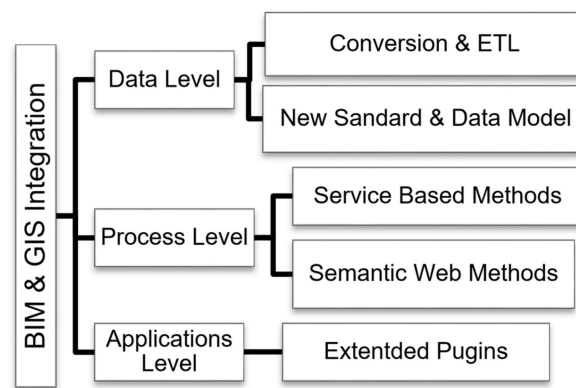 BIM & GIS Integration
Data Level
Conversion & ETL
New Sandard & Data Model
Process Level
Service Based Methods
Semantic Web Methods
Applications
Level
Extentded Pugins